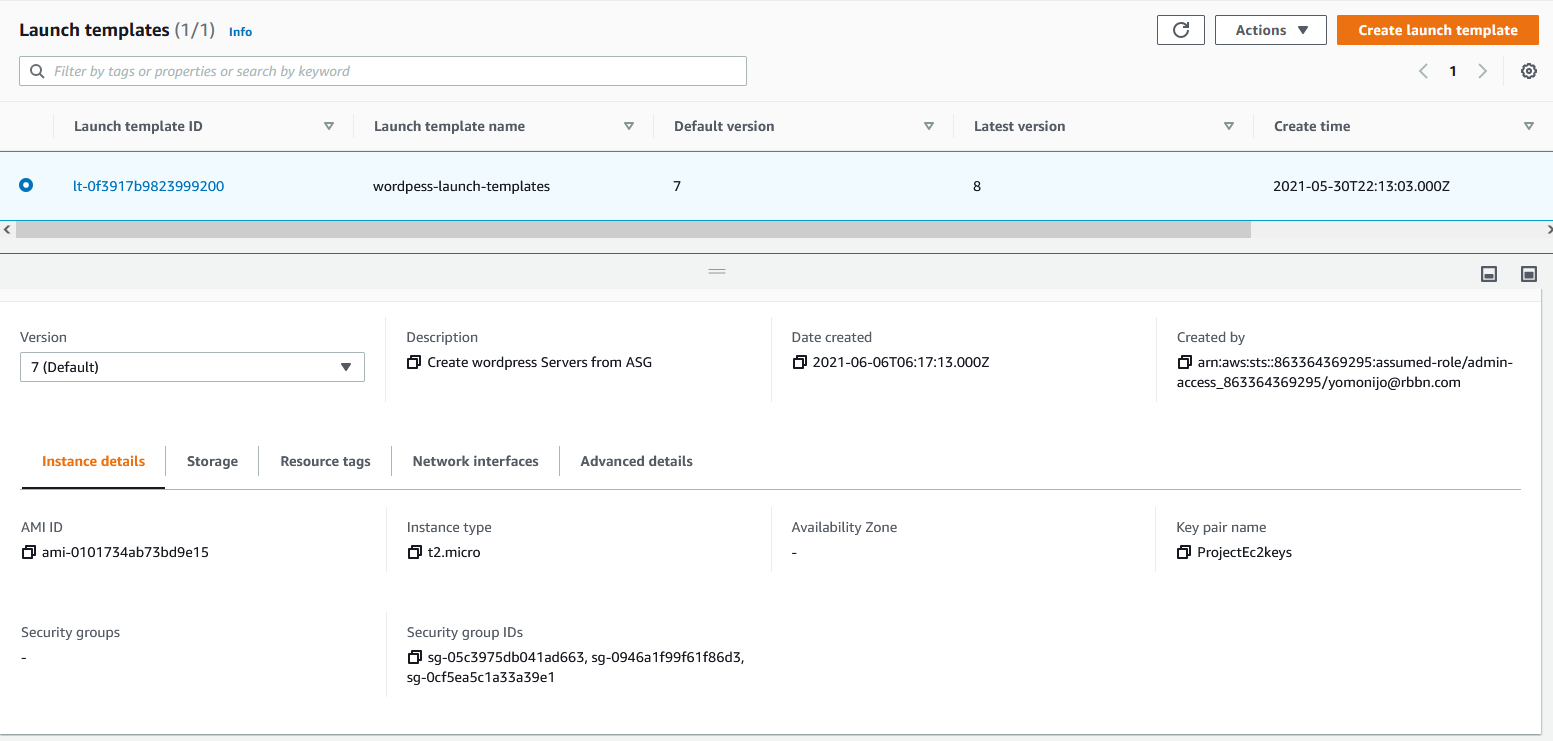 Launch templates (1/1) Info
Actions
Create launch template
Filter by tags or properties or search by keyword
1
Launch template ID Launch template name Default version Latest version Create time
lt-0f3917b9823999200 wordpess-launch-templates 7 8 2021-05-30T22:13:03.000Z
Version Description Date created Created by
7 (Default) Create wordpress Servers from ASG 2021-06-06T06:17:13.000Z arn:aws:sts::863364369295:assumed-role/admin-
access_863364369295/yomonijo@rbbn.com
Instance details Storage Resource tags Network interfaces Advanced details
AMI ID Instance type Availability Zone Key pair name
ami-0101734ab73bd9e15 t2.micro - ProjectEc2keys
Security groups Security group IDs
- sg-05c3975db041ad663, sg-0946a1f99f61f86d3,
sg-0cf5ea5c1a33a39e1